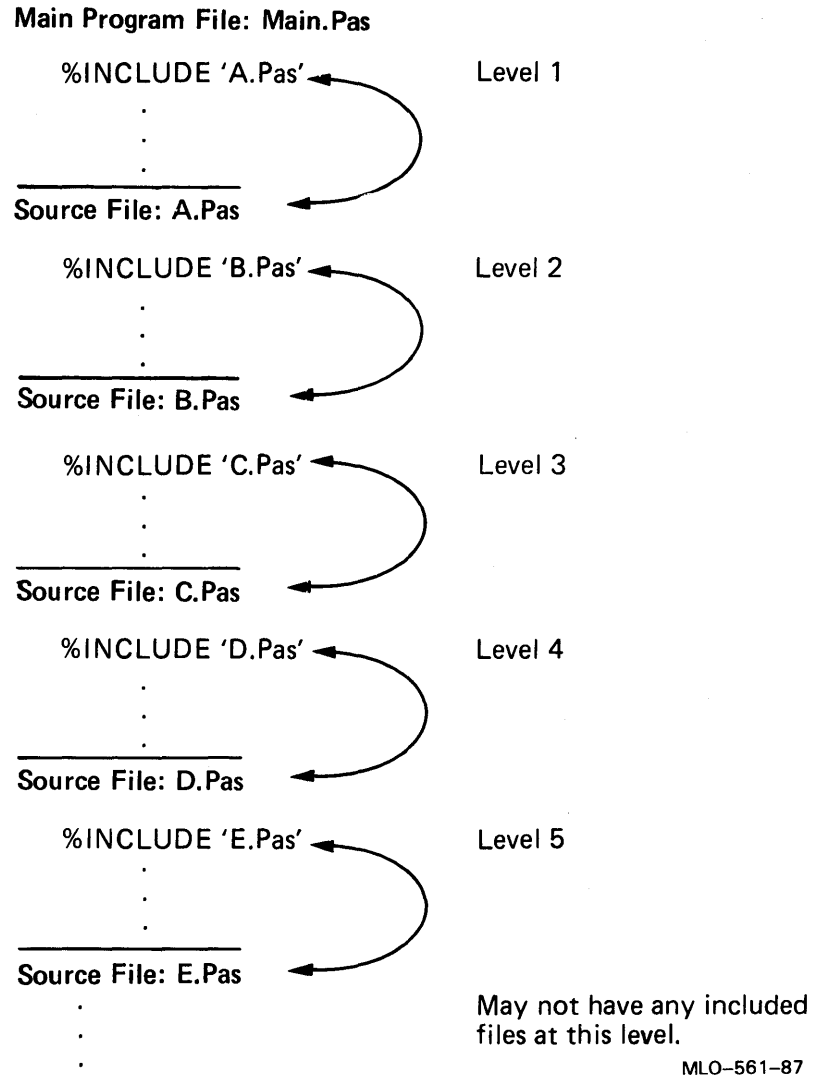 Main Program File: Main.Pas
%INCLUDE 'A.Pas' Level 1
.
.
.
Source File: A.Pas
%INCLUDE 'B.Pas' Level 2
.
.
.
Source File: B.Pas
%INCLUDE 'C.Pas' Level 3
.
.
.
Source File: C.Pas
%INCLUDE 'D.Pas' Level 4
.
.
.
Source File: D.Pas
%INCLUDE 'E.Pas' Level 5
.
.
.
Source File: E.Pas
.
.
.
May not have any included
files at this level.
MLO-561-87